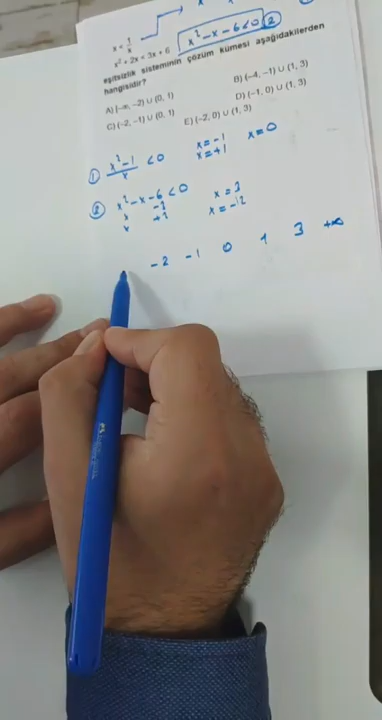 x < 1/x
x² + 2x < 3x + 6 x² - x - 6 < 0 ②
eşitsizlik sisteminin çözüm kümesi aşağıdakilerden
hangisidir?
A) (-∞, -2) ∪ (0, 1) B) (-4, -1) ∪ (1, 3)
C) (-2, -1) ∪ (0, 1) D) (-1, 0) ∪ (1, 3)
E) (-2, 0) ∪ (1, 3)
① x² - 1 / x < 0 x = -1 x = 0
x = +1
② x² - x - 6 < 0 x = 3
x -3 x = -2
x +2
-2 -1 0 1 3 +∞